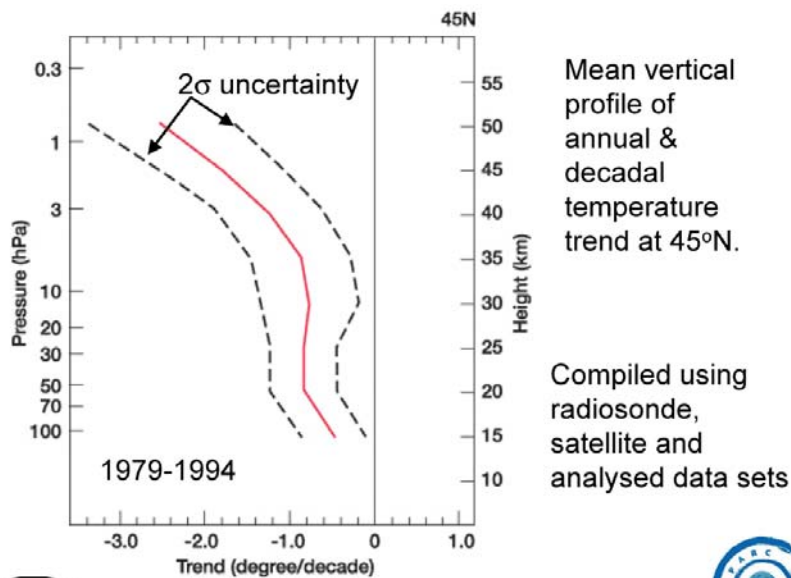 45N
0.3
1
3
10
20
30
50
70
100
Pressure (hPa)
2σ uncertainty
1979-1994
55
50
45
40
35
30
25
20
15
10
Height (km)
-3.0
-2.0
-1.0
0
1.0
Trend (degree/decade)
Mean vertical
profile of
annual &
decadal
temperature
trend at 45ºN.
Compiled using
radiosonde,
satellite and
analysed data sets
PARC